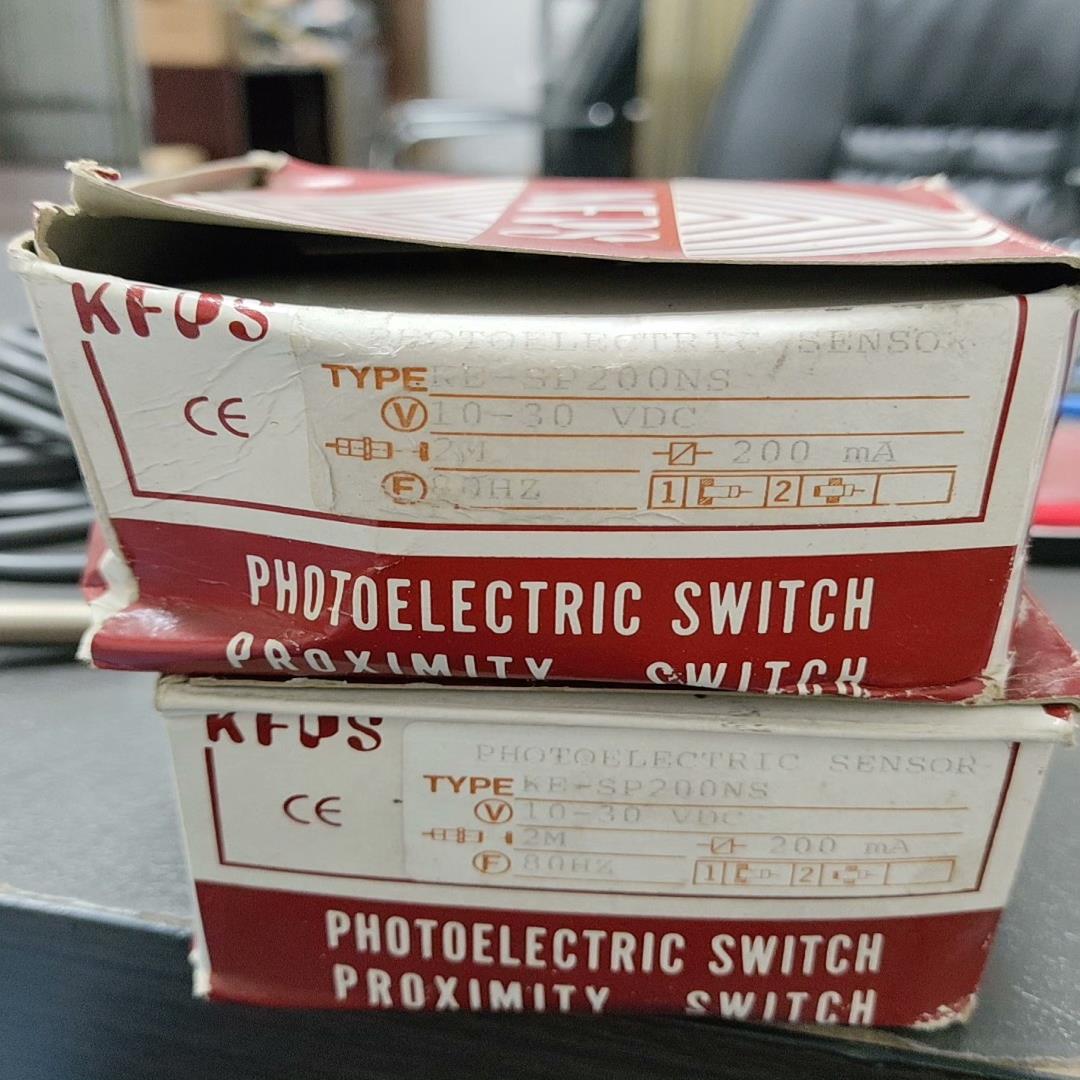 KFPS
KFPS
CE
PHOTOELECTRIC SENSOR
TYPE KE-SP200NS
V 10-30 VDC
2M 200 mA
F 80HZ 1 2
PHOTOELECTRIC SWITCH
PROXIMITY SWITCH
KFPS
CE
PHOTOELECTRIC SENSOR
TYPE KE-SP200NS
V 10-30 VDC
2M 200 mA
F 80HZ 1 2
PHOTOELECTRIC SWITCH
PROXIMITY SWITCH